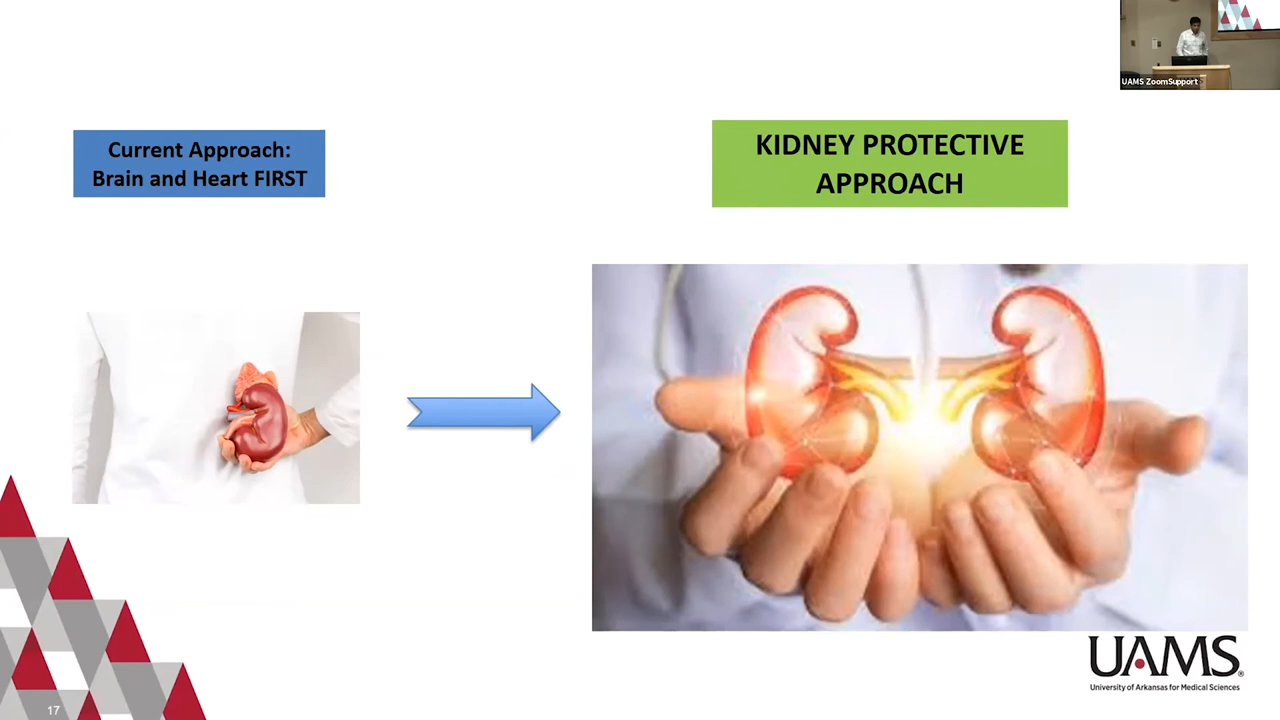 UAMS ZoomSupport
Current Approach:
Brain and Heart FIRST
KIDNEY PROTECTIVE
APPROACH
UAMS®
University of Arkansas for Medical Sciences
17